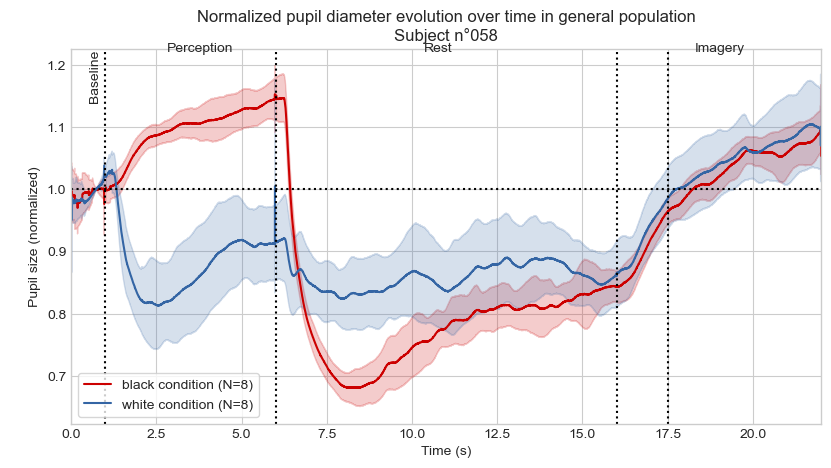 Normalized pupil diameter evolution over time in general population
Subject n°058
Baseline
Perception
Rest
Imagery
Pupil size (normalized)
1.2
1.1
1.0
0.9
0.8
0.7
black condition (N=8)
white condition (N=8)
0.0 2.5 5.0 7.5 10.0 12.5 15.0 17.5 20.0
Time (s)